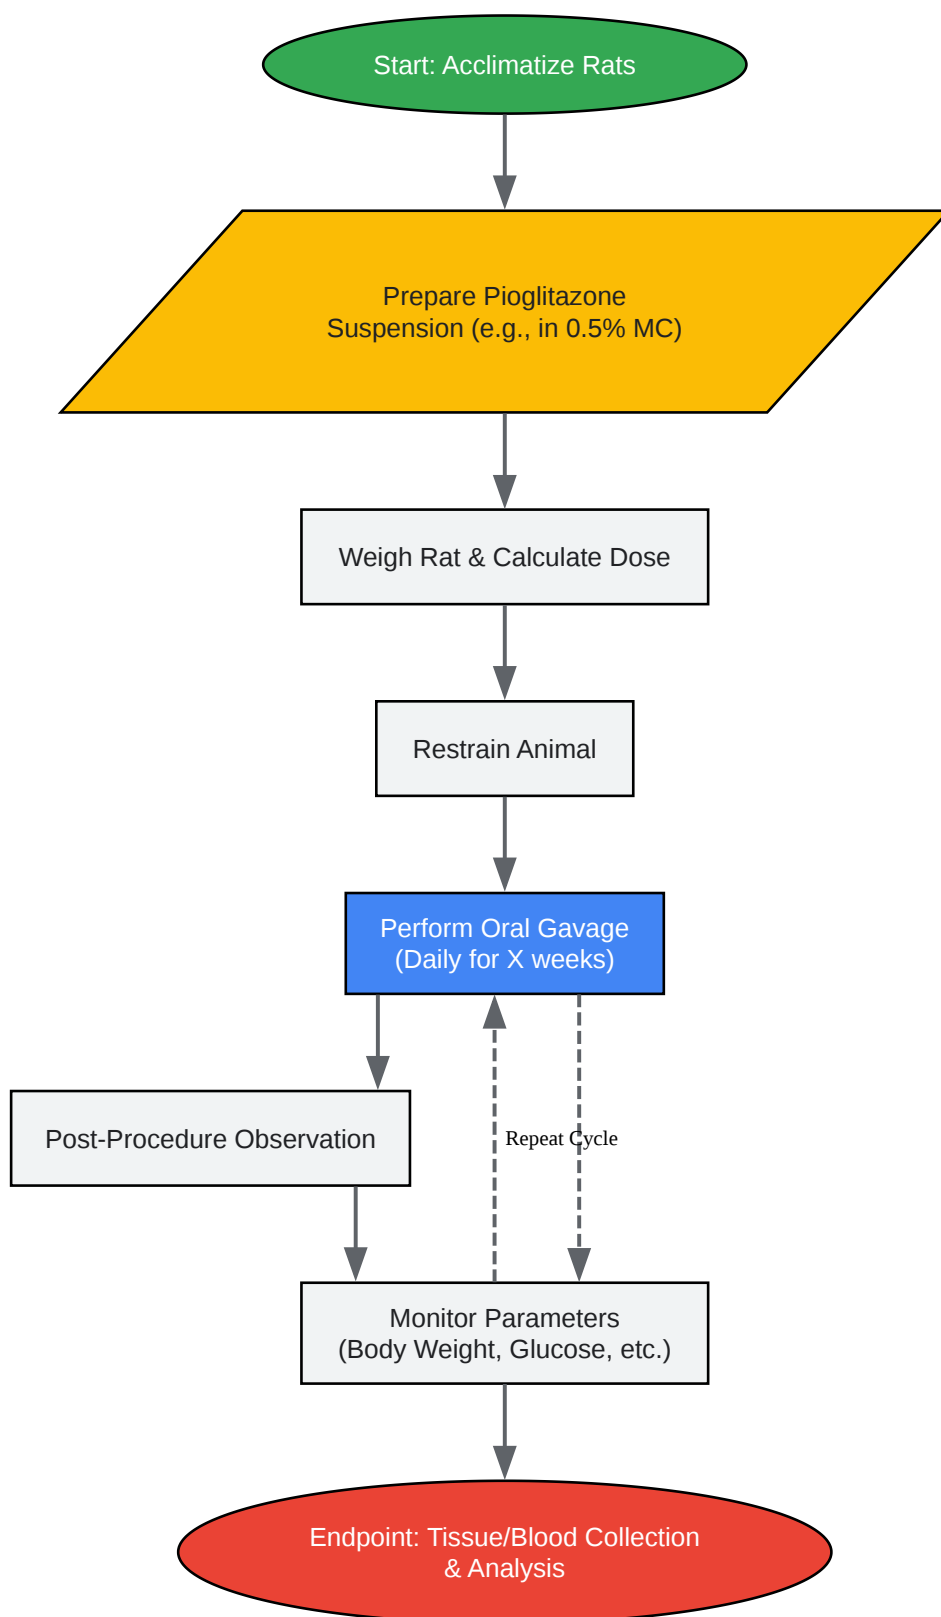 Start: Acclimatize Rats
Prepare Pioglitazone
Suspension (e.g., in 0.5% MC)
Weigh Rat & Calculate Dose
Restrain Animal
Perform Oral Gavage
(Daily for X weeks)
Post-Procedure Observation
Repeat Cycle
Monitor Parameters
(Body Weight, Glucose, etc.)
Endpoint: Tissue/Blood Collection
& Analysis